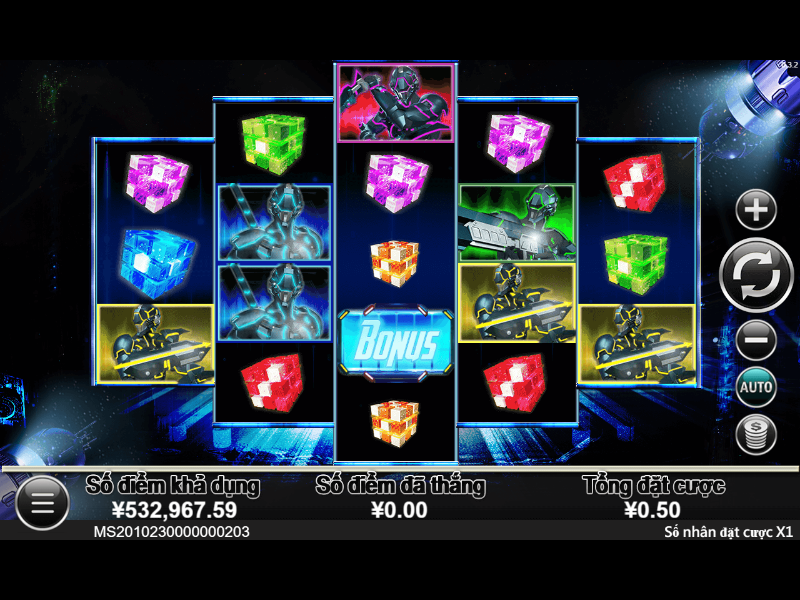 BONUS
AUTO
Số điểm khả dụng
¥532,967.59
Số điểm đã thắng
¥0.00
Tổng đặt cược
¥0.50
MS2010230000000203
Số nhân đặt cược X1